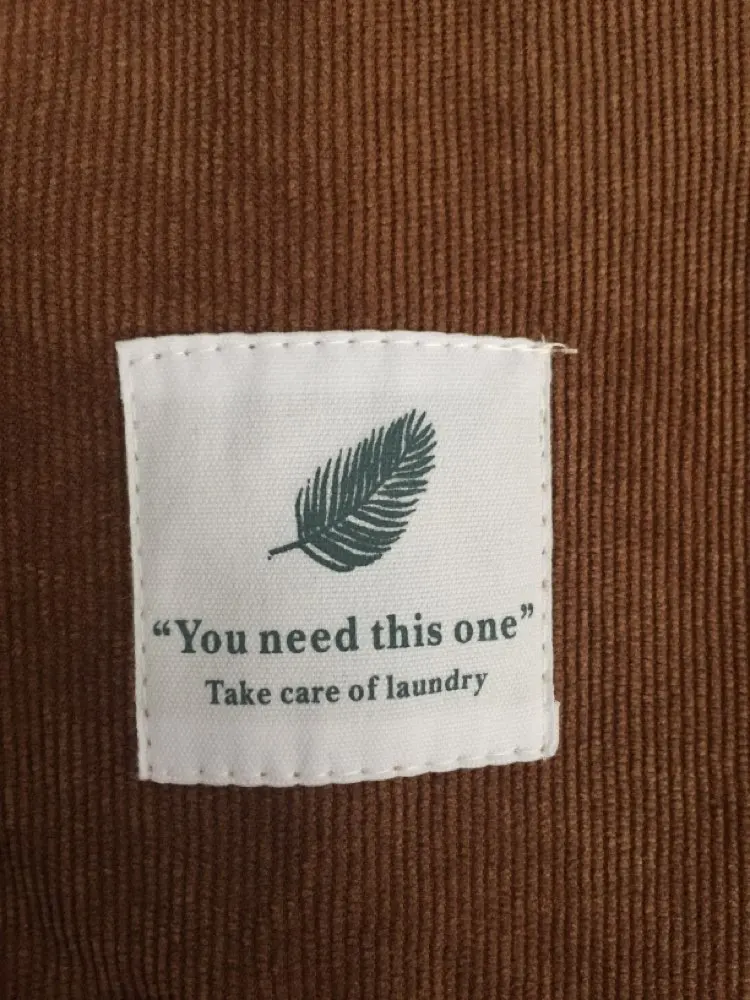 “You need this one”
Take care of laundry